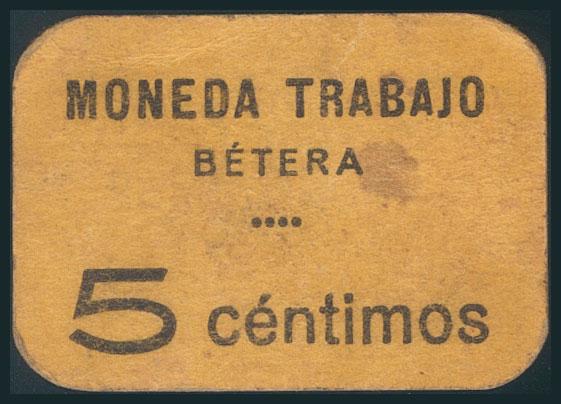 MONEDA TRABAJO
BÉTERA
••••
5 céntimos